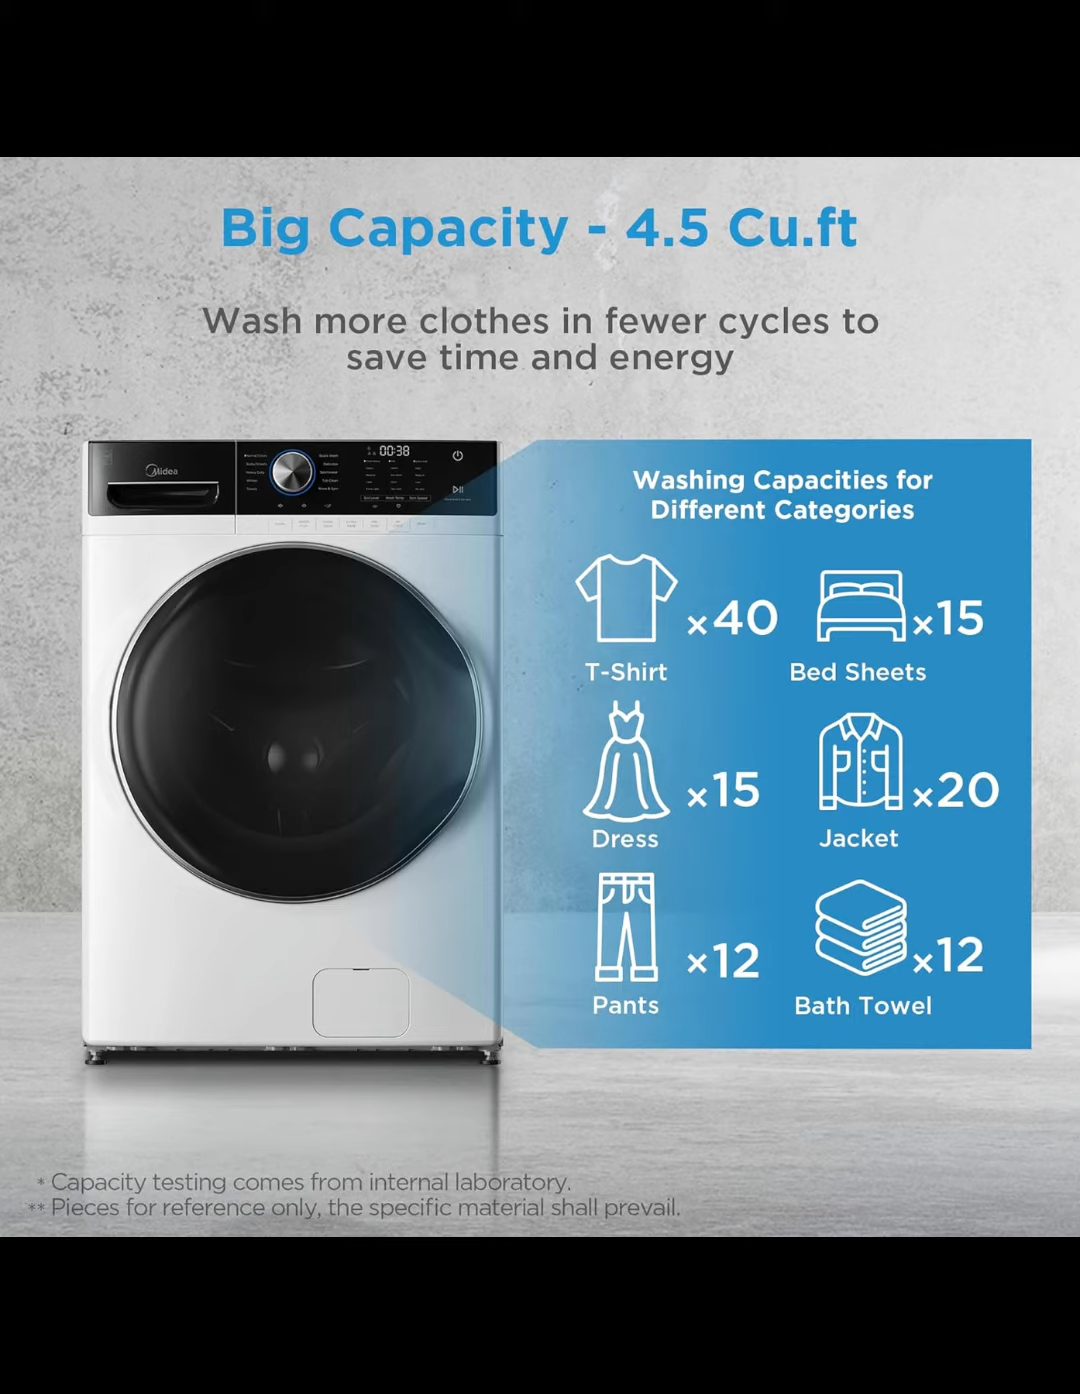 Big Capacity - 4.5 Cu.ft
Wash more clothes in fewer cycles to
save time and energy
Midea
00:38
Washing Capacities for
Different Categories
×40
×15
T-Shirt
Bed Sheets
×15
×20
Dress
Jacket
×12
×12
Pants
Bath Towel
* Capacity testing comes from internal laboratory.
** Pieces for reference only, the specific material shall prevail.